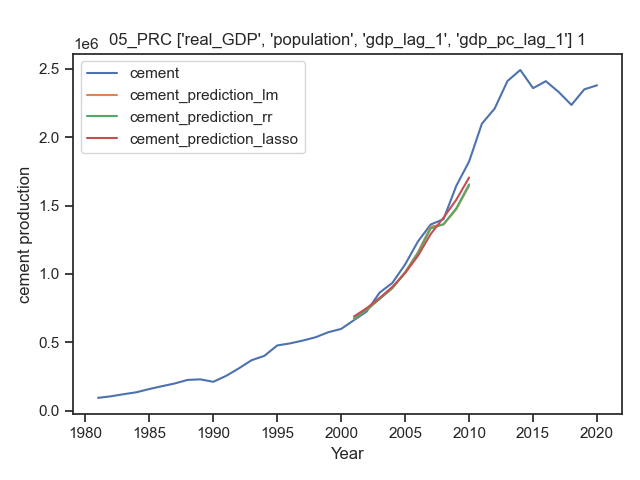 05_PRC ['real_GDP', 'population', 'gdp_lag_1', 'gdp_pc_lag_1'] 1
1e6
cement
cement_prediction_lm
cement_prediction_rr
cement_prediction_lasso
2.5
2.0
1.5
1.0
0.5
0.0
cement production
1980
1985
1990
1995
2000
2005
2010
2015
2020
Year